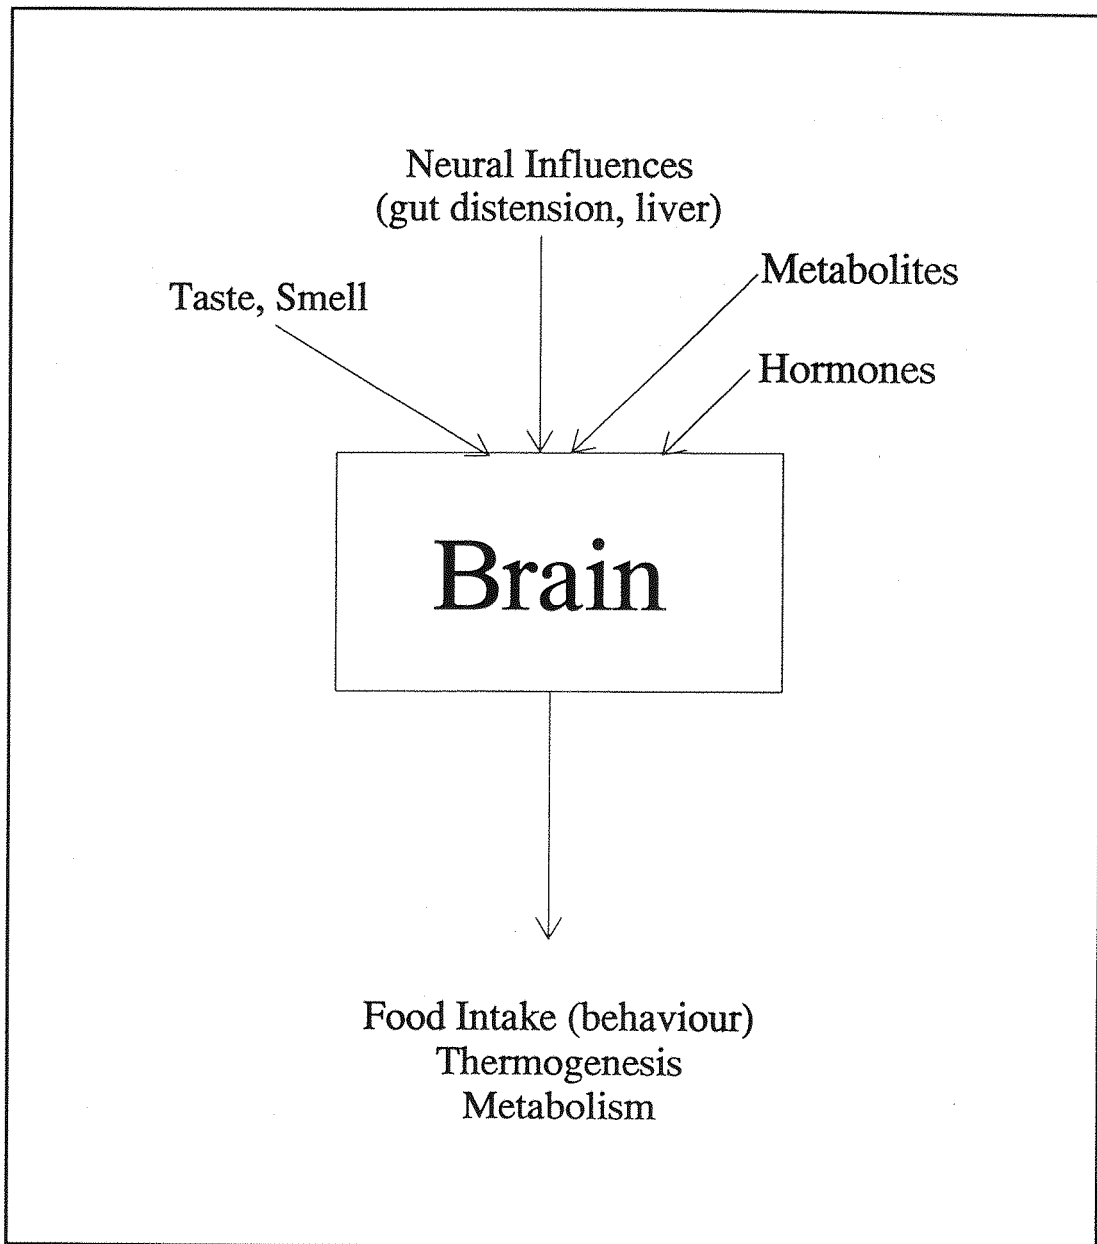 Neural Influences
(gut distension, liver)
Metabolites
Taste, Smell
Hormones
Brain
Food Intake (behaviour)
Thermogenesis
Metabolism